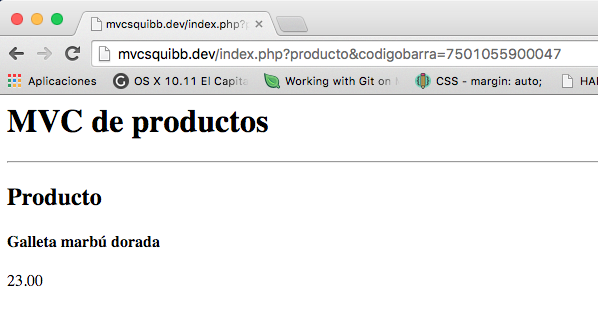 mvcsquibb.dev/index.php?
mvcsquibb.dev/index.php?producto&codigobarra=7501055900047
Aplicaciones OS X 10.11 El Capita Working with Git on M CSS - margin: auto; HA
MVC de productos
Producto
Galleta marbú dorada
23.00